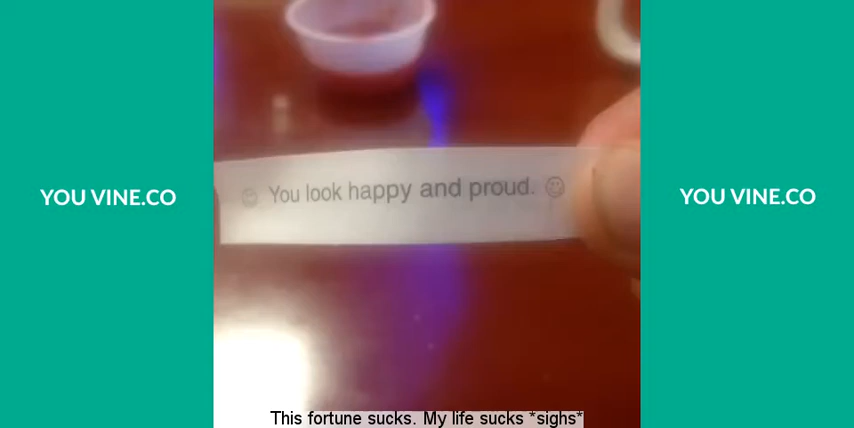 YOU VINE.CO
You look happy and proud.
YOU VINE.CO
This fortune sucks. My life sucks *sighs*